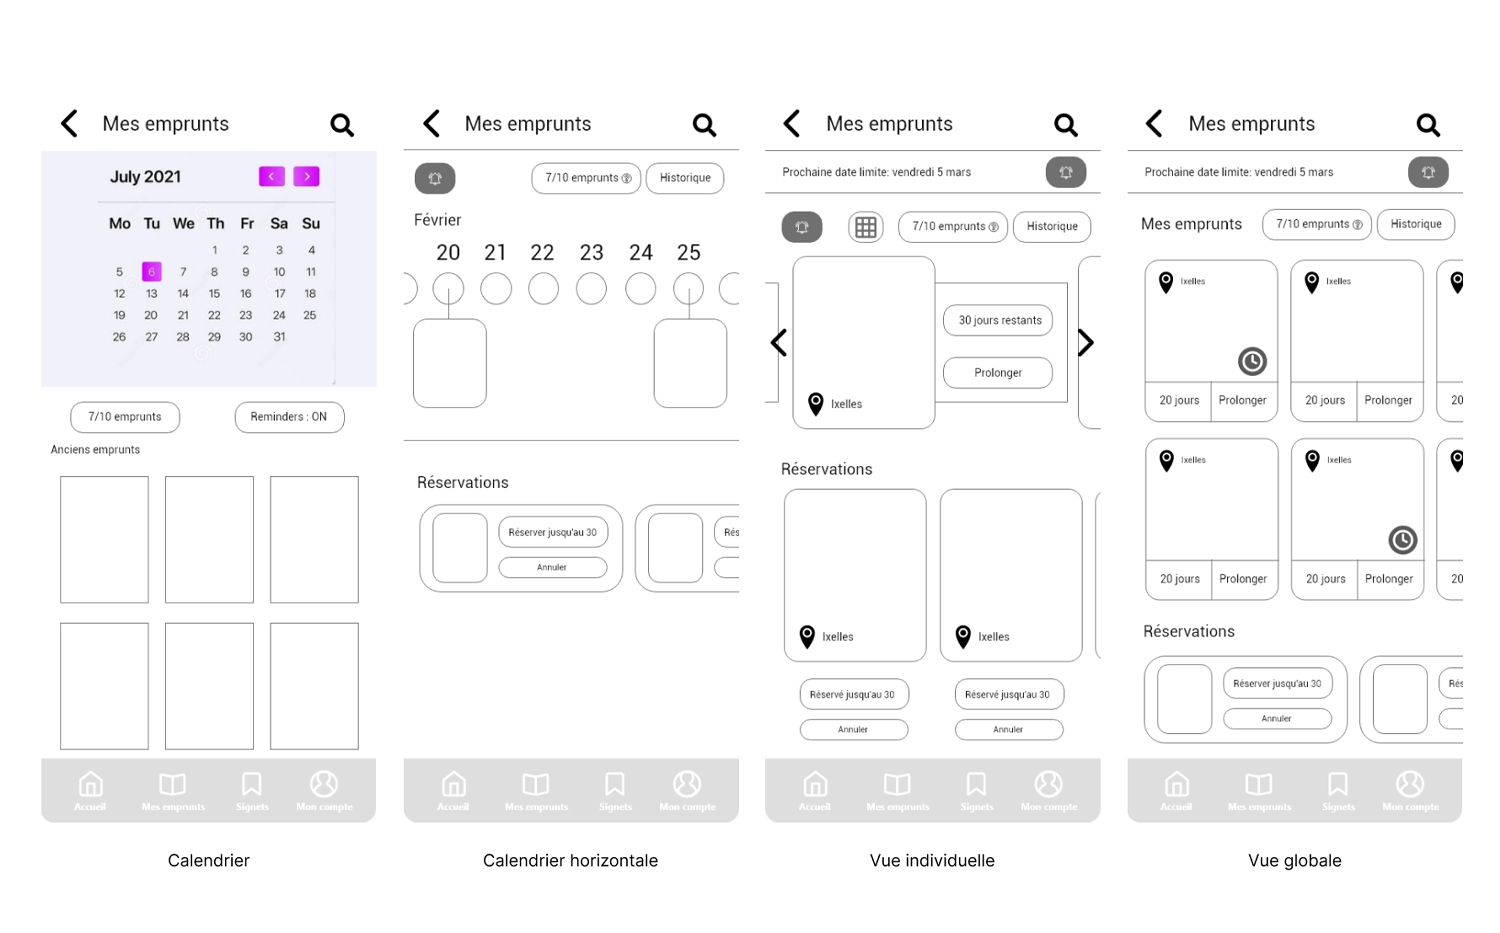 Mes emprunts
July 2021
Mo Tu We Th Fr Sa Su
1 2 3 4
5 6 7 8 9 10 11
12 13 14 15 16 17 18
19 20 21 22 23 24 25
26 27 28 29 30 31
7/10 emprunts
Reminders : ON
Anciens emprunts
Accueil
Mes emprunts
Signets
Mon compte
Calendrier
Mes emprunts
7/10 emprunts
Historique
Février
20 21 22 23 24 25
Réservations
Réserver jusqu'au 30
Annuler
Rés
Accueil
Mes emprunts
Signets
Mon compte
Calendrier horizontale
Mes emprunts
Prochaine date limite: vendredi 5 mars
7/10 emprunts
Historique
30 jours restants
Prolonger
Ixelles
Réservations
Ixelles
Ixelles
Réservé jusqu'au 30
Réservé jusqu'au 30
Annuler
Annuler
Accueil
Mes emprunts
Signets
Mon compte
Vue individuelle
Mes emprunts
Prochaine date limite: vendredi 5 mars
Mes emprunts
7/10 emprunts
Historique
Ixelles
Ixelles
20 jours
Prolonger
20 jours
Prolonger
20
Ixelles
Ixelles
20 jours
Prolonger
20 jours
Prolonger
20
Réservations
Réserver jusqu'au 30
Annuler
Rés
Accueil
Mes emprunts
Signets
Mon compte
Vue globale